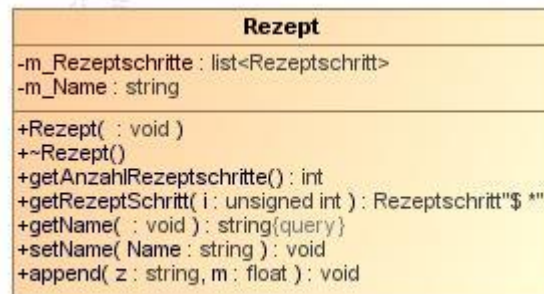 Rezept
-m_Rezeptschritte : list<Rezeptschritt>
-m_Name : string
+Rezept( : void )
+~Rezept()
+getAnzahlRezeptschritte() : int
+getRezeptSchritt( i : unsigned int ) : Rezeptschritt"$ *"
+getName( : void ) : string{query}
+setName( Name : string ) : void
+append( z : string, m : float ) : void